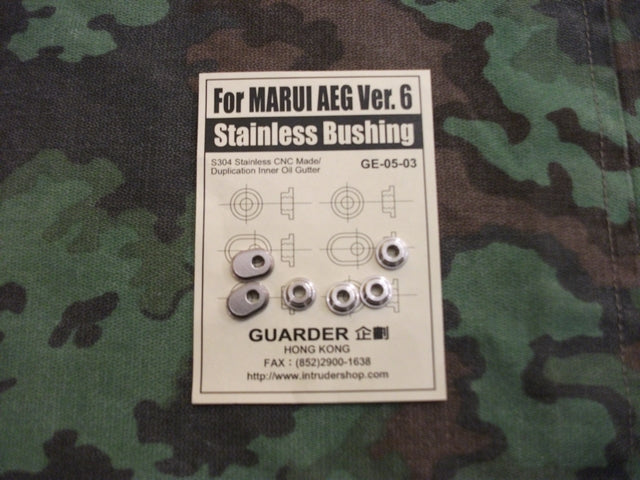 For MARUI AEG Ver. 6
Stainless Bushing
S304 Stainless CNC Made/ GE-05-03
Duplication Inner Oil Gutter
GUARDER 企劃
HONG KONG
FAX：(852)2900-1638
http://www.intrudershop.com